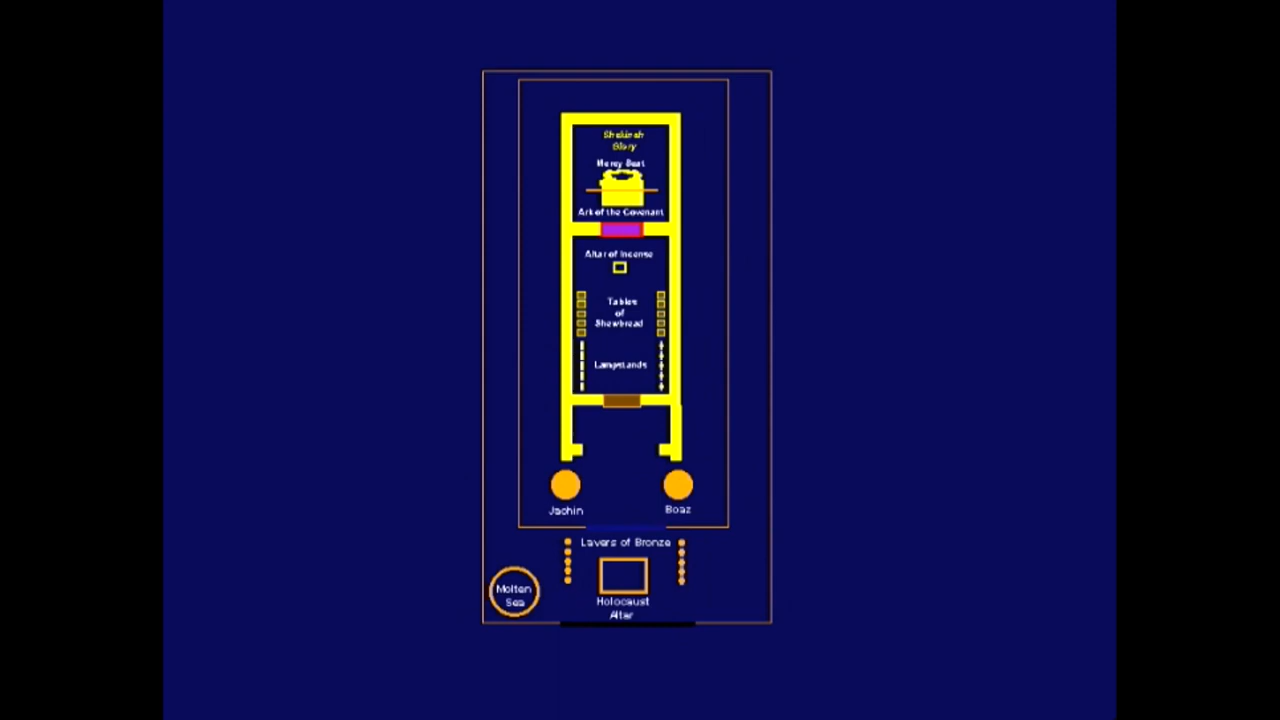 Shekinah
Glory
Mercy Seat
Ark of the Covenant
Altar of Incense
Tables
of
Shewbread
Lampstands
Jachin
Boaz
Lavers of Bronze
Molten
Sea
Holocaust
Altar